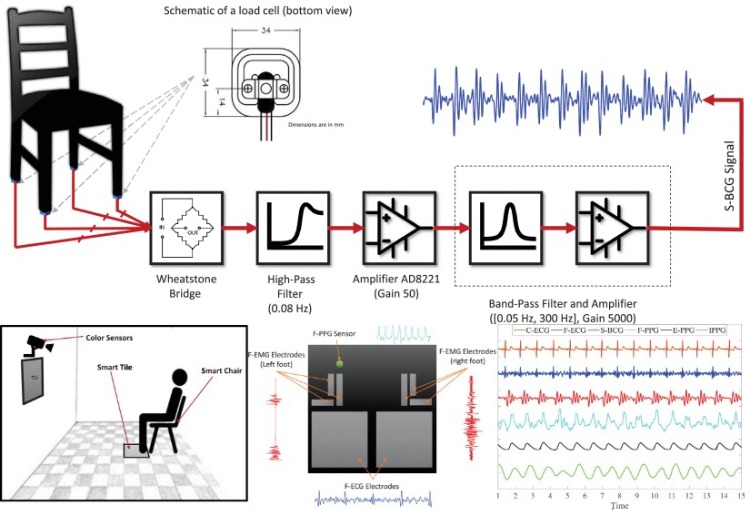 Schematic of a load cell (bottom view)
34
34
14
Dimensions are in mm
S-BCG Signal
IN
OUT
Wheatstone
Bridge
High-Pass
Filter
(0.08 Hz)
Amplifier AD8221
(Gain 50)
Band-Pass Filter and Amplifier
([0.05 Hz, 300 Hz], Gain 5000)
Color Sensors
TV
Smart Tile
Smart Chair
F-PPG Sensor
F-EMG Electrodes
(Left foot)
F-EMG Electrodes
(right foot)
F-ECG Electrodes
C-ECG F-ECG S-BCG F-PPG E-PPG IPPG
1 2 3 4 5 6 7 8 9 10 11 12 13 14 15 16
Time